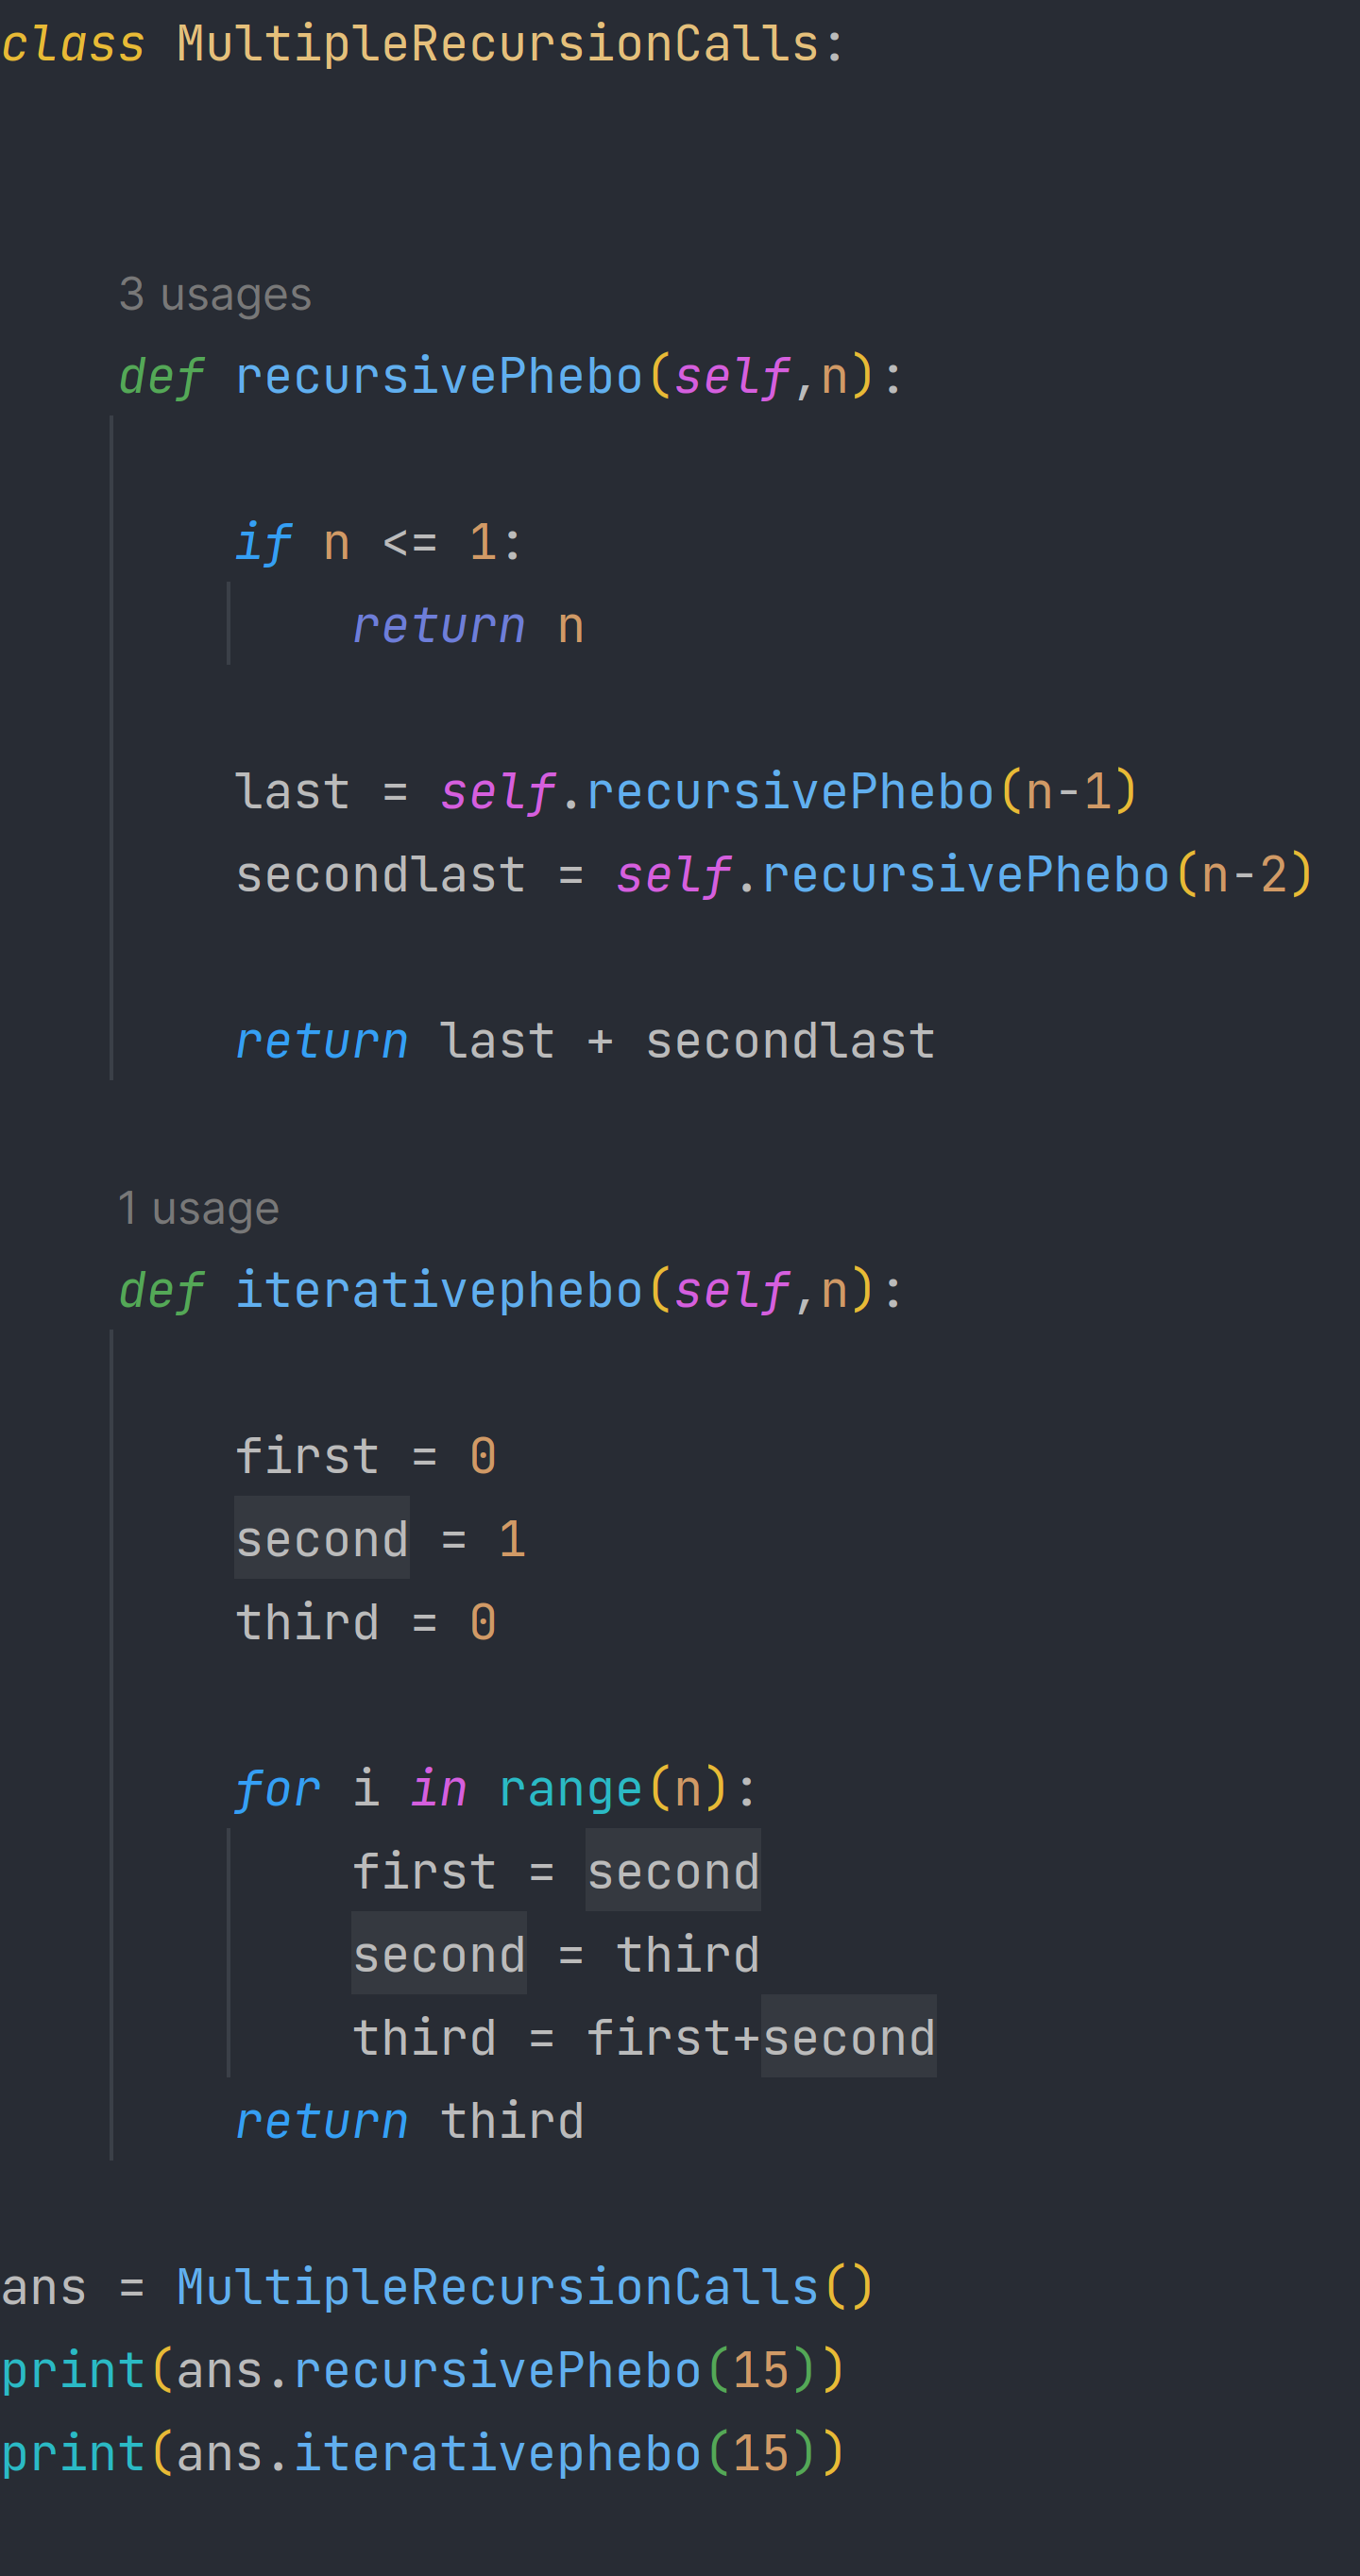 class MultipleRecursionCalls:
3 usages
def recursivePhebo(self,n):
if n <= 1:
return n
last = self.recursivePhebo(n-1)
secondlast = self.recursivePhebo(n-2)
return last + secondlast
1 usage
def iterativephebo(self,n):
first = 0
second = 1
third = 0
for i in range(n):
first = second
second = third
third = first+second
return third
ans = MultipleRecursionCalls()
print(ans.recursivePhebo(15))
print(ans.iterativephebo(15))